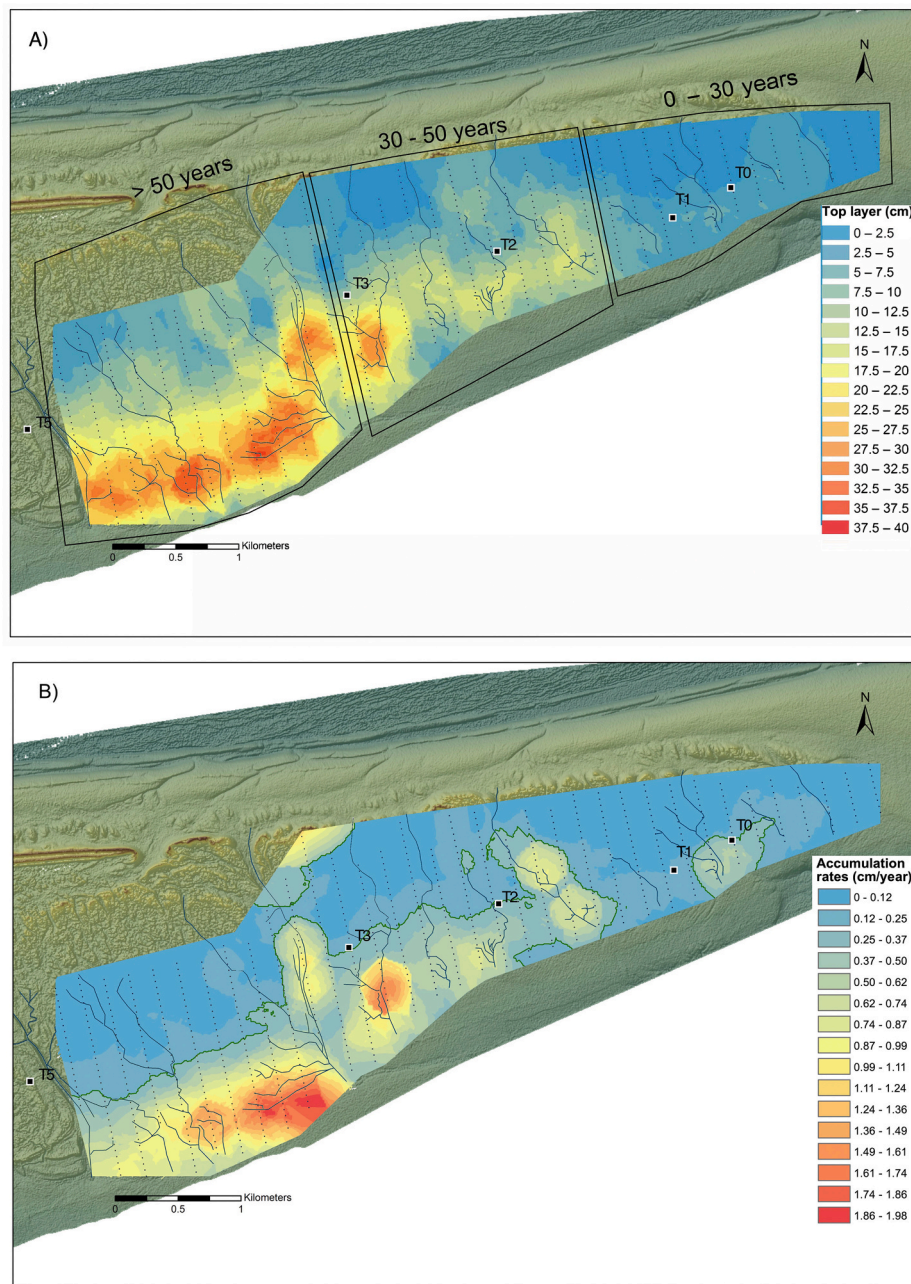 A)
N
0 – 30 years
30 - 50 years
> 50 years
T0
T1
T2
T3
T5
Top layer (cm)
0 – 2.5
2.5 – 5
5 – 7.5
7.5 – 10
10 – 12.5
12.5 – 15
15 – 17.5
17.5 – 20
20 – 22.5
22.5 – 25
25 – 27.5
27.5 – 30
30 – 32.5
32.5 – 35
35 – 37.5
37.5 – 40
Kilometers
0 0.5 1
B)
N
T0
T1
T2
T3
T5
Accumulation
rates (cm/year)
0 - 0.12
0.12 - 0.25
0.25 - 0.37
0.37 - 0.50
0.50 - 0.62
0.62 - 0.74
0.74 - 0.87
0.87 - 0.99
0.99 - 1.11
1.11 - 1.24
1.24 - 1.36
1.36 - 1.49
1.49 - 1.61
1.61 - 1.74
1.74 - 1.86
1.86 - 1.98
Kilometers
0 0.5 1